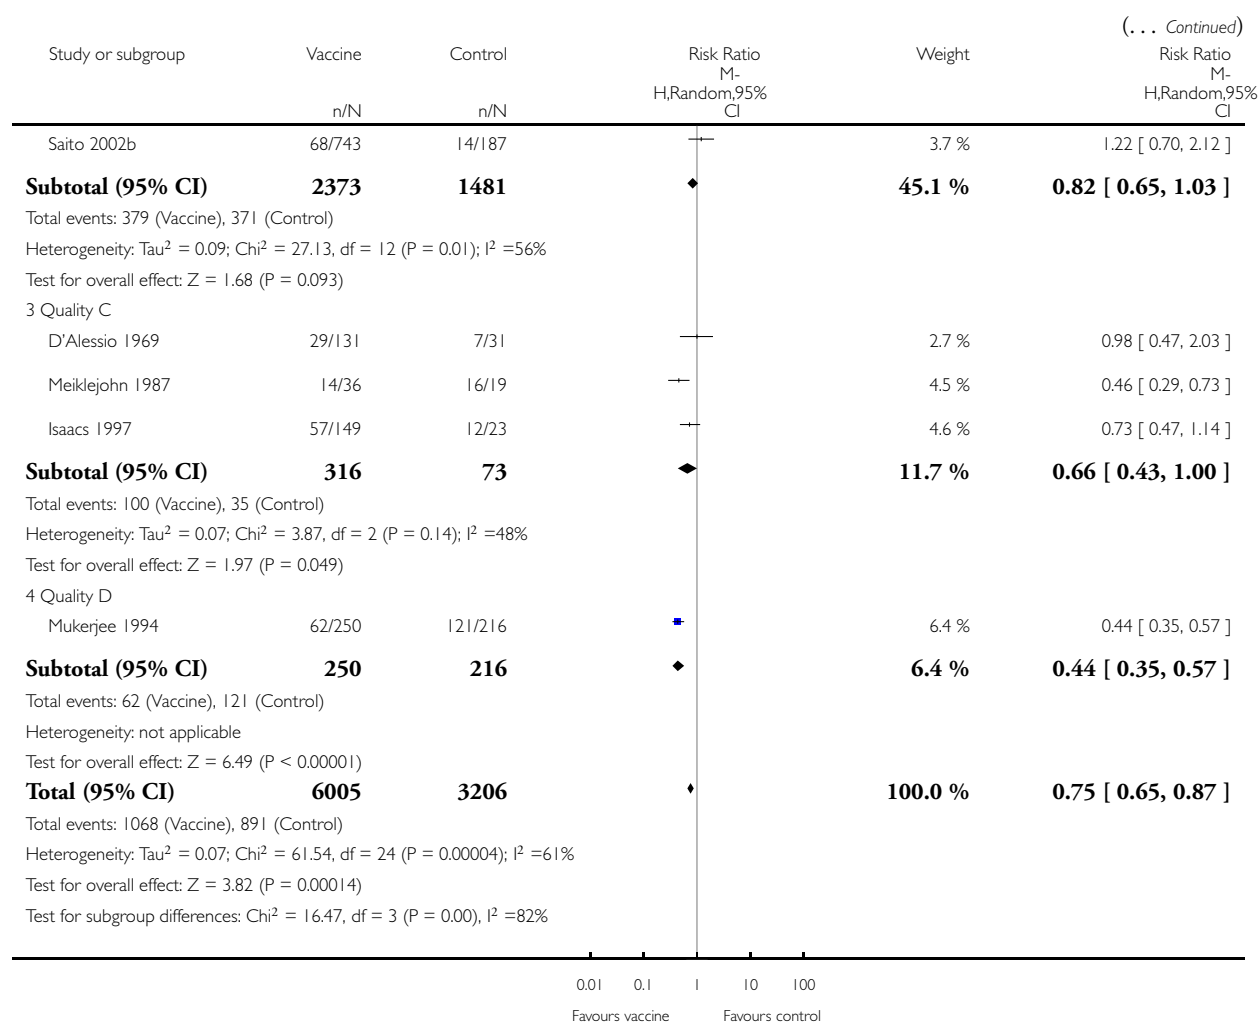 (... Continued)
Study or subgroup Vaccine Control Risk Ratio Weight Risk Ratio
M- M-
H,Random,95% H,Random,95%
n/N n/N CI CI
Saito 2002b 68/743 14/187 3.7 % 1.22 [ 0.70, 2.12 ]
Subtotal (95% CI) 2373 1481 45.1 % 0.82 [ 0.65, 1.03 ]
Total events: 379 (Vaccine), 371 (Control)
Heterogeneity: Tau² = 0.09; Chi² = 27.13, df = 12 (P = 0.01); I² =56%
Test for overall effect: Z = 1.68 (P = 0.093)
3 Quality C
D'Alessio 1969 29/131 7/31 2.7 % 0.98 [ 0.47, 2.03 ]
Meiklejohn 1987 14/36 16/19 4.5 % 0.46 [ 0.29, 0.73 ]
Isaacs 1997 57/149 12/23 4.6 % 0.73 [ 0.47, 1.14 ]
Subtotal (95% CI) 316 73 11.7 % 0.66 [ 0.43, 1.00 ]
Total events: 100 (Vaccine), 35 (Control)
Heterogeneity: Tau² = 0.07; Chi² = 3.87, df = 2 (P = 0.14); I² =48%
Test for overall effect: Z = 1.97 (P = 0.049)
4 Quality D
Mukerjee 1994 62/250 121/216 6.4 % 0.44 [ 0.35, 0.57 ]
Subtotal (95% CI) 250 216 6.4 % 0.44 [ 0.35, 0.57 ]
Total events: 62 (Vaccine), 121 (Control)
Heterogeneity: not applicable
Test for overall effect: Z = 6.49 (P < 0.00001)
Total (95% CI) 6005 3206 100.0 % 0.75 [ 0.65, 0.87 ]
Total events: 1068 (Vaccine), 891 (Control)
Heterogeneity: Tau² = 0.07; Chi² = 61.54, df = 24 (P = 0.00004); I² =61%
Test for overall effect: Z = 3.82 (P = 0.00014)
Test for subgroup differences: Chi² = 16.47, df = 3 (P = 0.00), I² =82%
0.01 0.1 1 10 100
Favours vaccine Favours control